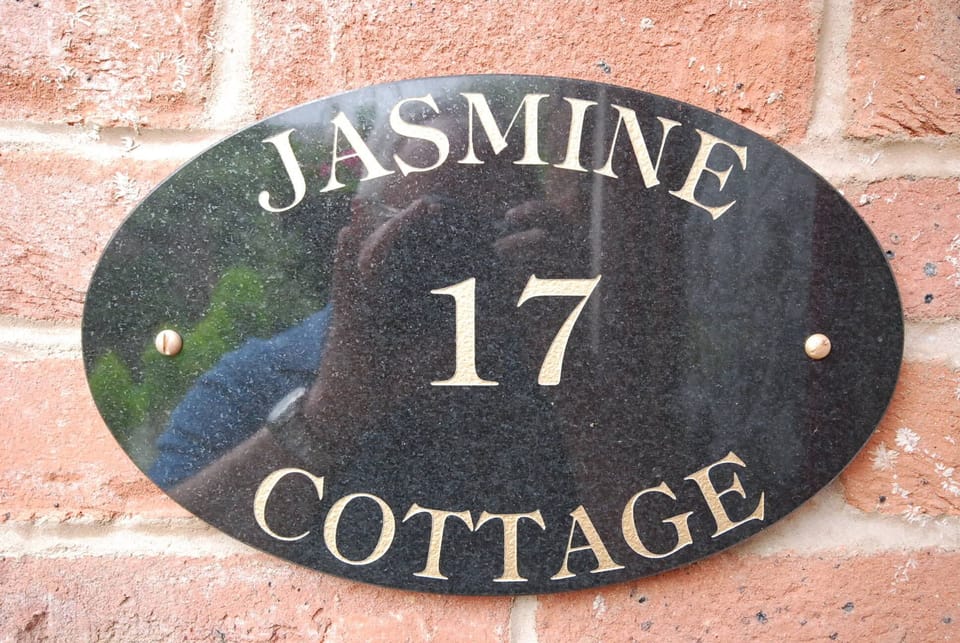 JASMINE
17
COTTAGE